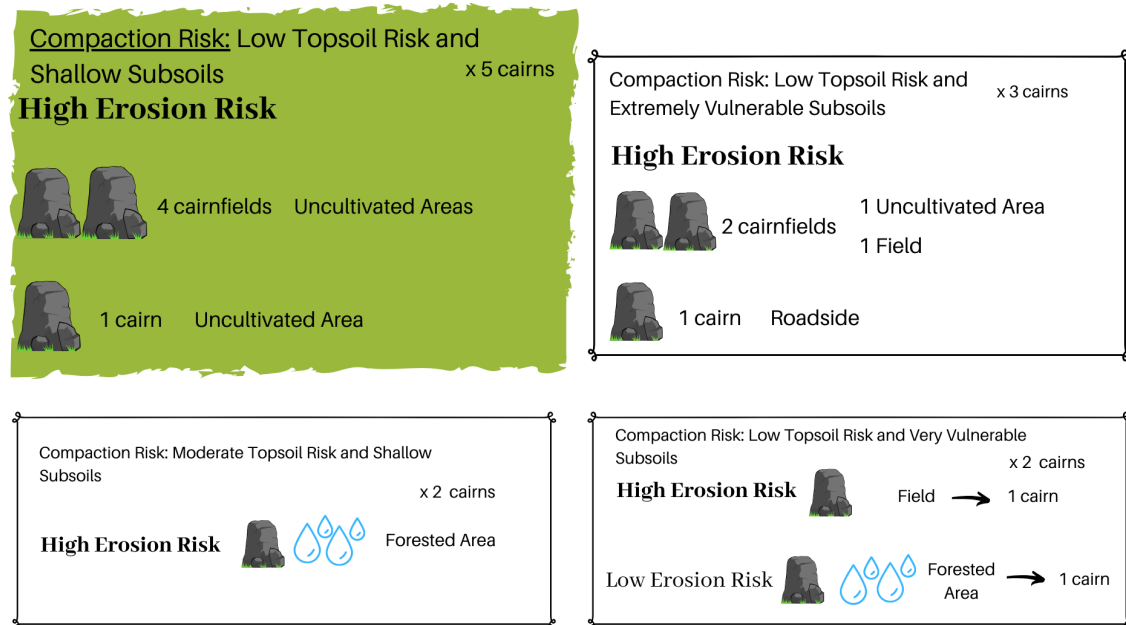 Compaction Risk: Low Topsoil Risk and
Shallow Subsoils
x 5 cairns
High Erosion Risk
4 cairnfields Uncultivated Areas
1 cairn Uncultivated Area
Compaction Risk: Low Topsoil Risk and
Extremely Vulnerable Subsoils
x 3 cairns
High Erosion Risk
2 cairnfields
1 Uncultivated Area
1 Field
1 cairn Roadside
Compaction Risk: Moderate Topsoil Risk and Shallow
Subsoils
x 2 cairns
High Erosion Risk
Forested Area
Compaction Risk: Low Topsoil Risk and Very Vulnerable
Subsoils
x 2 cairns
High Erosion Risk
Field
1 cairn
Low Erosion Risk
Forested
Area
1 cairn